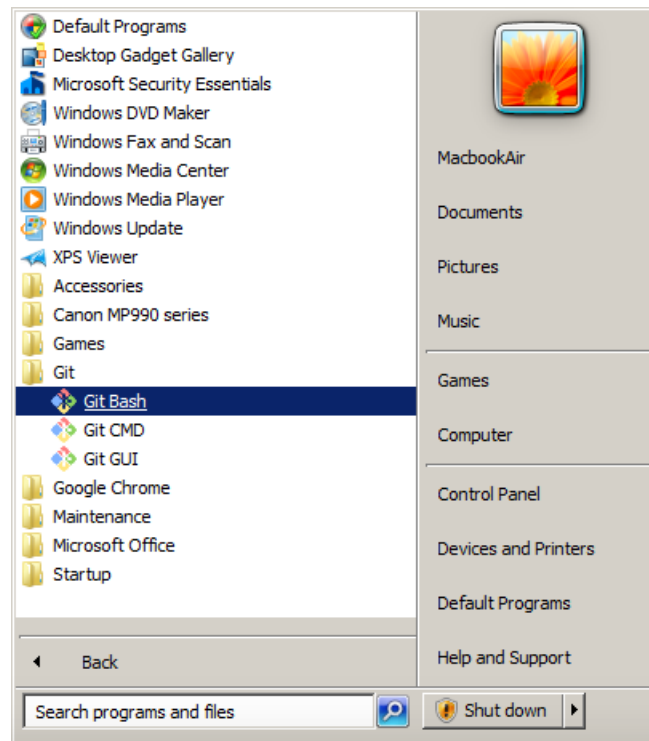 Default Programs
Desktop Gadget Gallery
Microsoft Security Essentials
Windows DVD Maker
Windows Fax and Scan
Windows Media Center
Windows Media Player
Windows Update
XPS Viewer
Accessories
Canon MP990 series
Games
Git
Git Bash
Git CMD
Git GUI
Google Chrome
Maintenance
Microsoft Office
Startup
Back
Search programs and files
MacbookAir
Documents
Pictures
Music
Games
Computer
Control Panel
Devices and Printers
Default Programs
Help and Support
Shut down